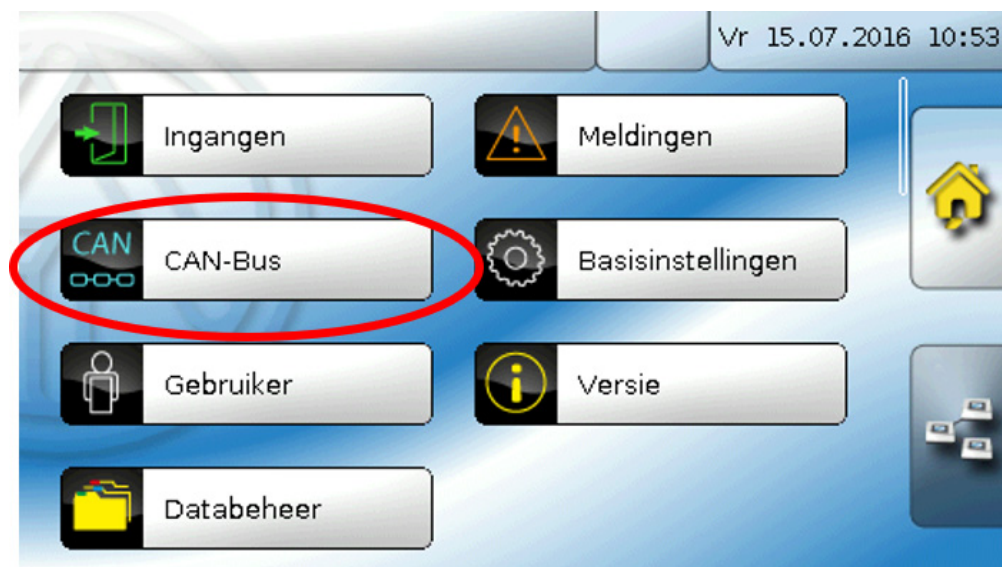 Vr 15.07.2016 10:53
Ingangen
Meldingen
CAN
CAN-Bus
Basisinstellingen
Gebruiker
Versie
Databeheer